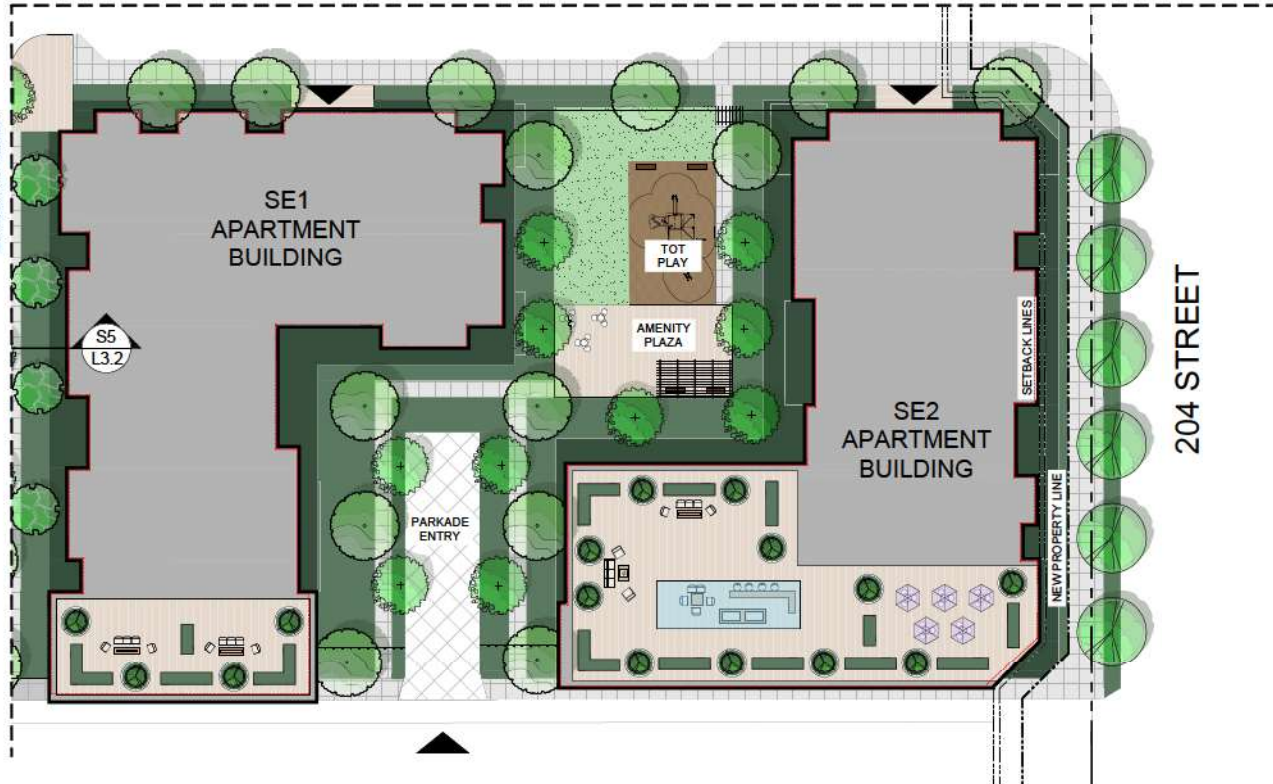 SE1
APARTMENT
BUILDING
TOT
PLAY
S5
L3.2
AMENITY
PLAZA
SETBACK LINES
204 STREET
SE2
APARTMENT
BUILDING
PARKADE
ENTRY
NEW PROPERTY LINE